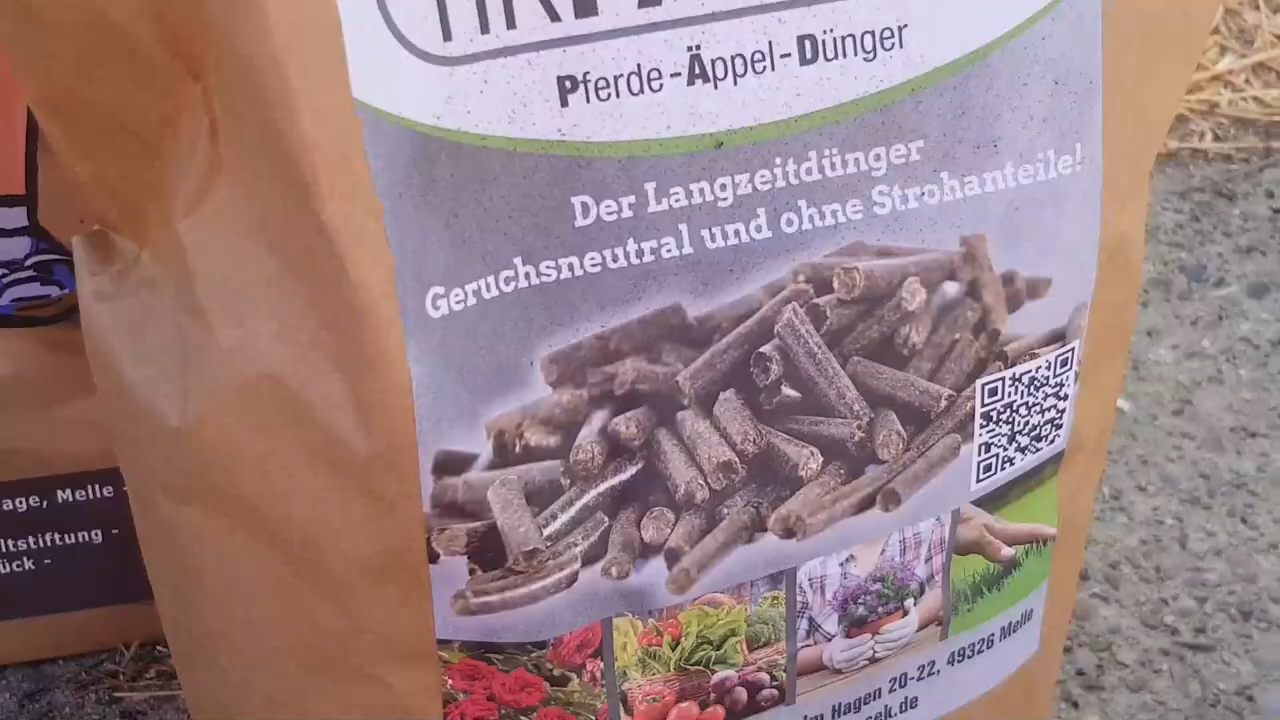 Pferde-Äppel-Dünger
Der Langzeitdünger
Geruchsneutral und ohne Strohanteile!
Im Hagen 20-22, 49326 Melle
sek.de
age, Melle -
ltstiftung -
ück -